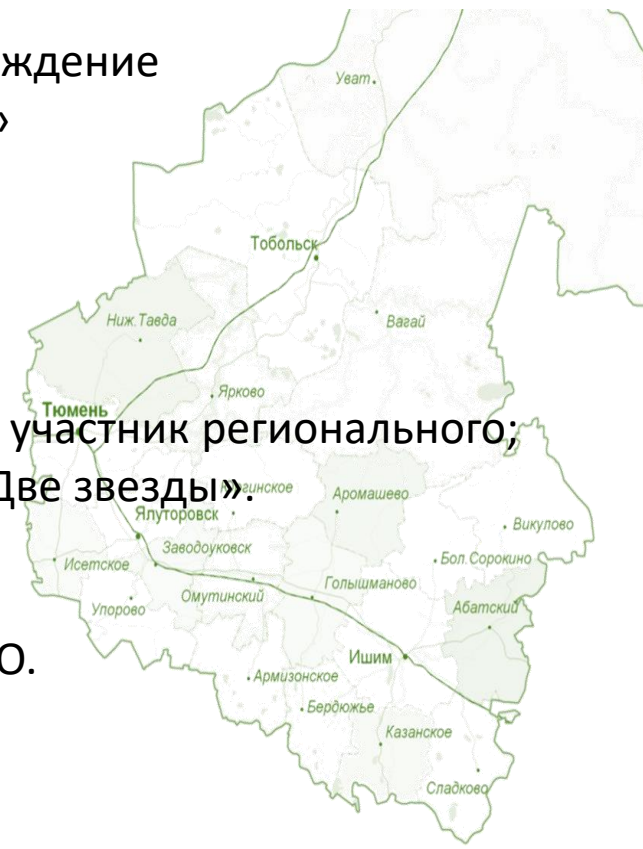 ждение
Уват
»
Тобольск
Ниж.Тавда
Вагай
Ярково
Тюмень
участник регионального;
Две звезды».
гинское
Аромашево
Ялуторовск
Викулово
Заводоуковск
Бол.Сорокино
Исетское
Голышманово
Омутинский
Абатский
Упорово
Ишим
О.
Армизонское
Бердюжье
Казанское
Сладково